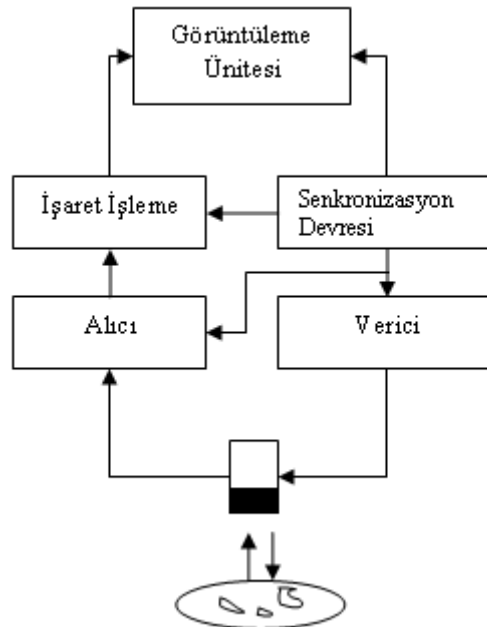 Görüntüleme
Ünitesi
İşaret İşleme
Senkronizasyon
Devresi
Alıcı
Verici